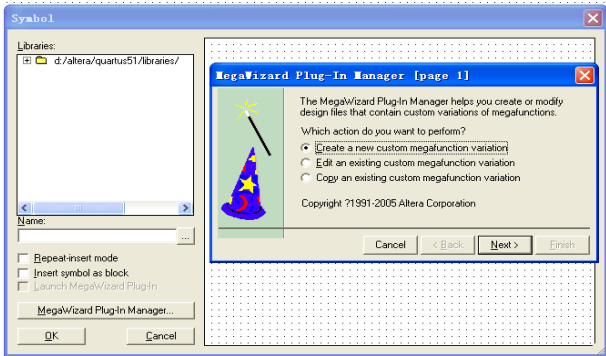 Symbol
Libraries:
d:/altera/quartus51/libraries/
Name:
...
Repeat-insert mode
Insert symbol as block
Launch MegaWizard Plug-In
MegaWizard Plug-In Manager...
OK
Cancel
MegaWizard Plug-In Manager [page 1]
The MegaWizard Plug-In Manager helps you create or modify
design files that contain custom variations of megafunctions.
Which action do you want to perform?
Create a new custom megafunction variation
Edit an existing custom megafunction variation
Copy an existing custom megafunction variation
Copyright ?1991-2005 Altera Corporation
Cancel
< Back
Next >
Finish